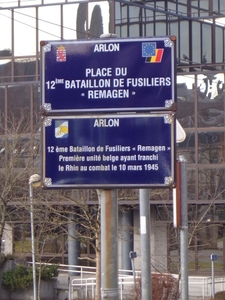 ARLON
PLACE DU
12ème BATAILLON DE FUSILIERS
"REMAGEN"
ARLON
12 ème Bataillon de Fusiliers «Remagen»
Première unité belge ayant franchi
le Rhin au combat le 10 mars 1945